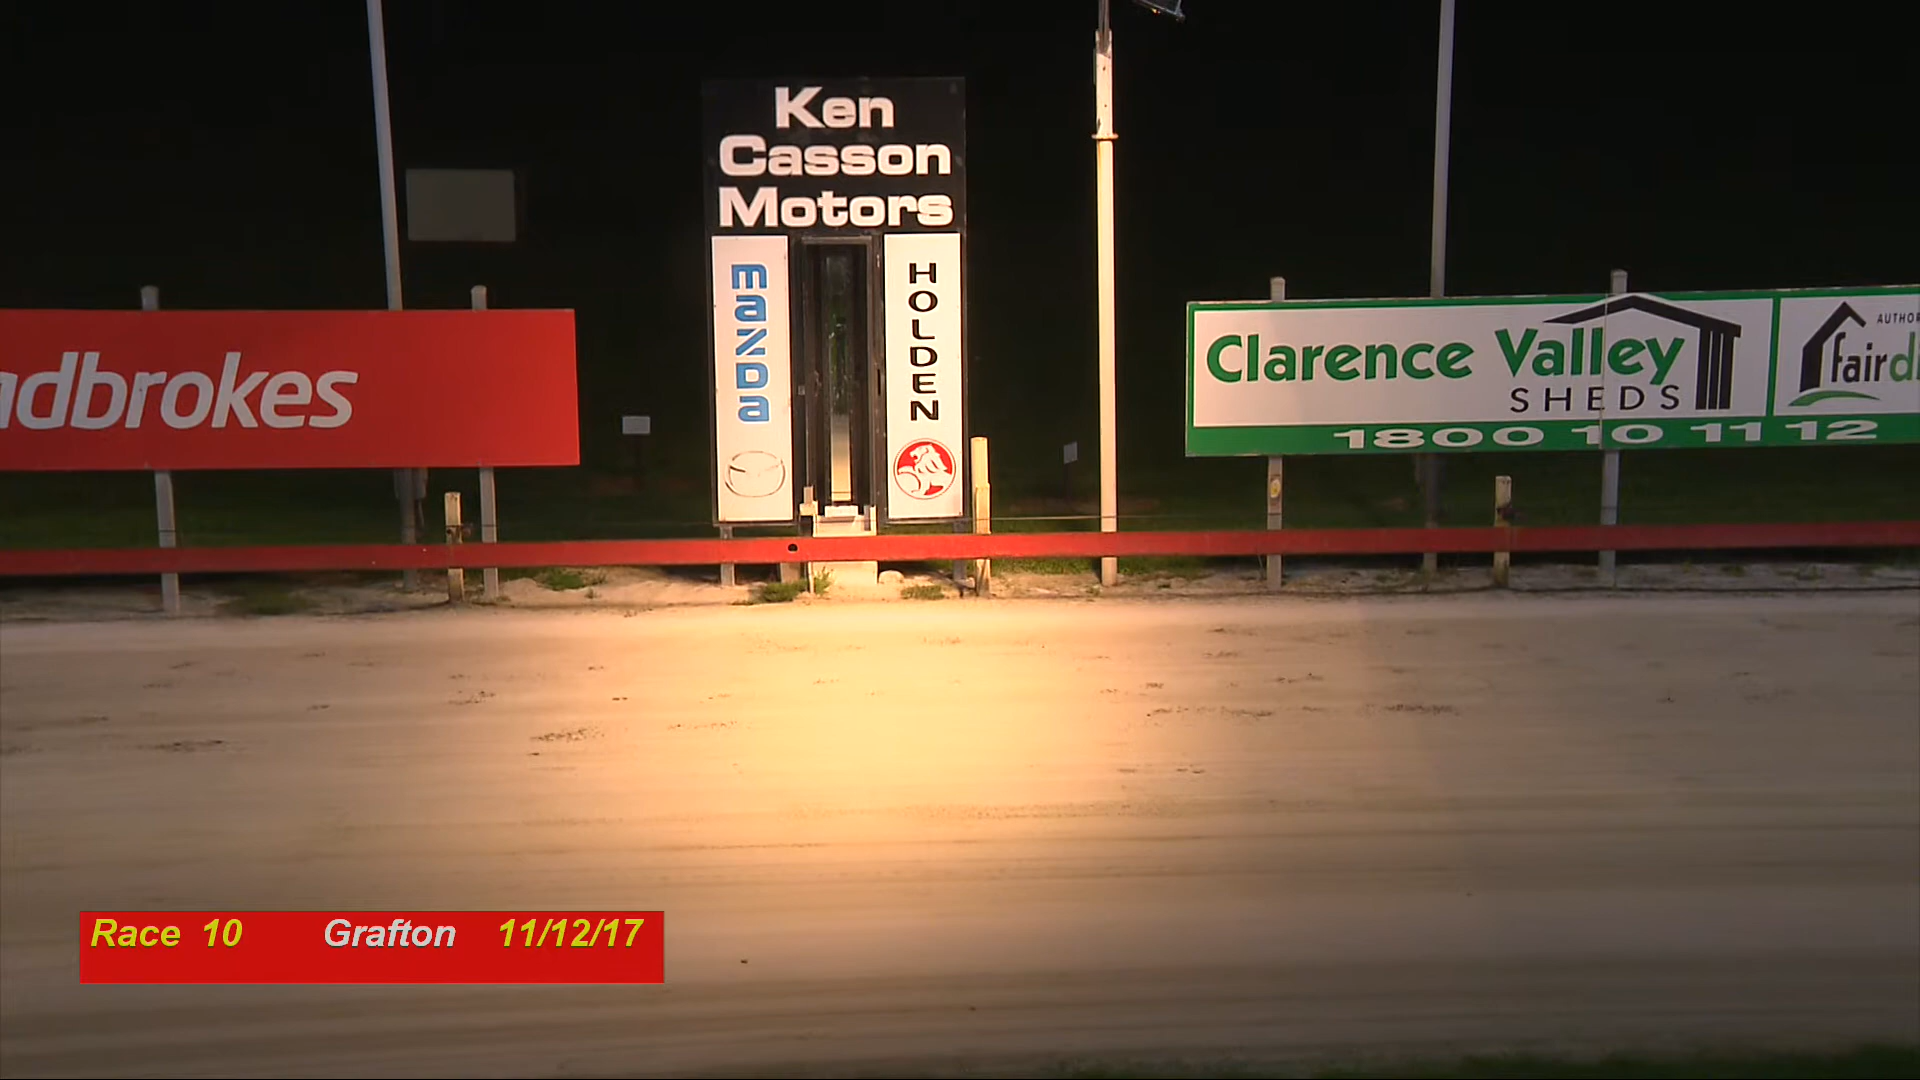 Ken
Casson
Motors
mazda
HOLDEN
adbrokes
Clarence Valley
SHEDS
1800 10 11 12
AUTHOR
fair
Race 10 Grafton 11/12/17